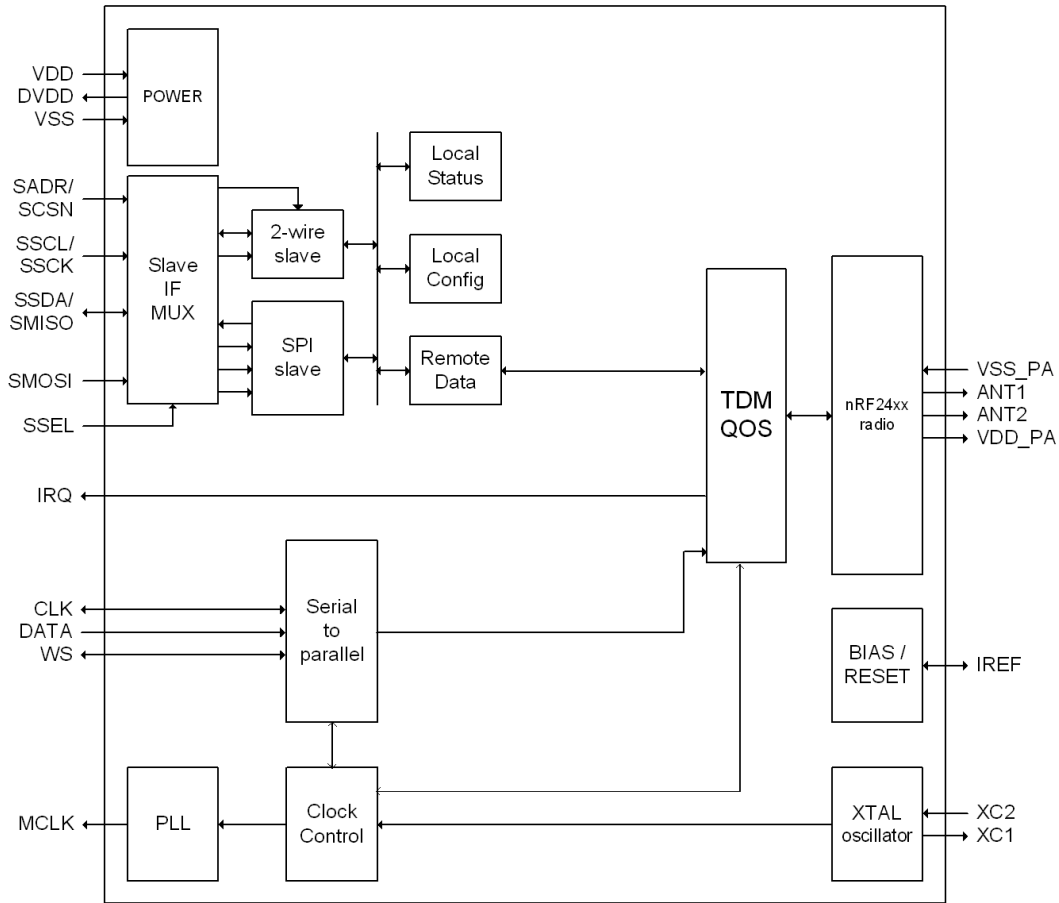 VDD
DVDD
VSS
POWER
SADR/
SCSN
SSCL/
SSCK
SSDA/
SMISO
SMOSI
SSEL
Slave
IF
MUX
2-wire
slave
SPI
slave
Local
Status
Local
Config
Remote
Data
TDM
QOS
nRF24xx
radio
VSS_PA
ANT1
ANT2
VDD_PA
IRQ
CLK
DATA
WS
Serial
to
parallel
BIAS /
RESET
IREF
MCLK
PLL
Clock
Control
XTAL
oscillator
XC2
XC1